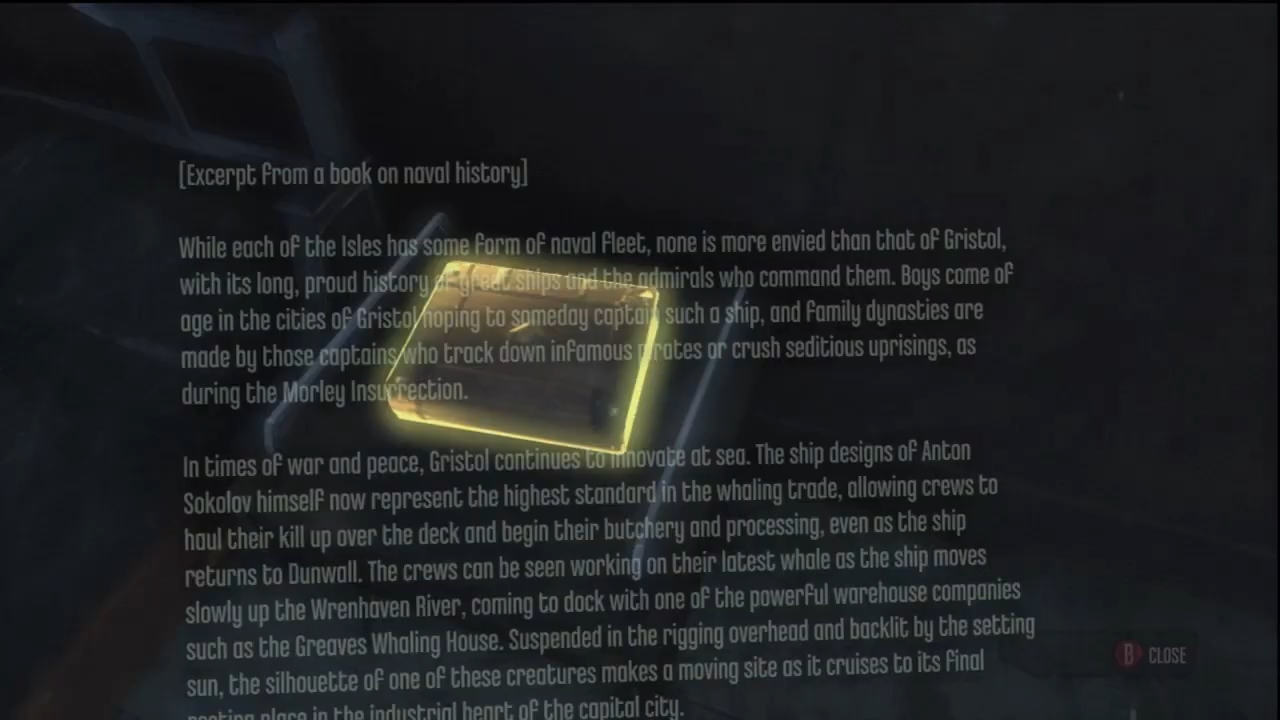 [Excerpt from a book on naval history]
While each of the Isles has some form of naval fleet, none is more envied than that of Gristol,
with its long, proud history of great ships and the admirals who command them. Boys come of
age in the cities of Gristol hoping to someday captain such a ship, and family dynasties are
made by those captains who track down infamous pirates or crush seditious uprisings, as
during the Morley Insurrection.
In times of war and peace, Gristol continues to innovate at sea. The ship designs of Anton
Sokolov himself now represent the highest standard in the whaling trade, allowing crews to
haul their kill up over the deck and begin their butchery and processing, even as the ship
returns to Dunwall. The crews can be seen working on their latest whale as the ship moves
slowly up the Wrenhaven River, coming to dock with one of the powerful warehouse companies
such as the Greaves Whaling House. Suspended in the rigging overhead and backlit by the setting
sun, the silhouette of one of these creatures makes a moving site as it cruises to its final
resting place in the industrial heart of the capital city.
B CLOSE